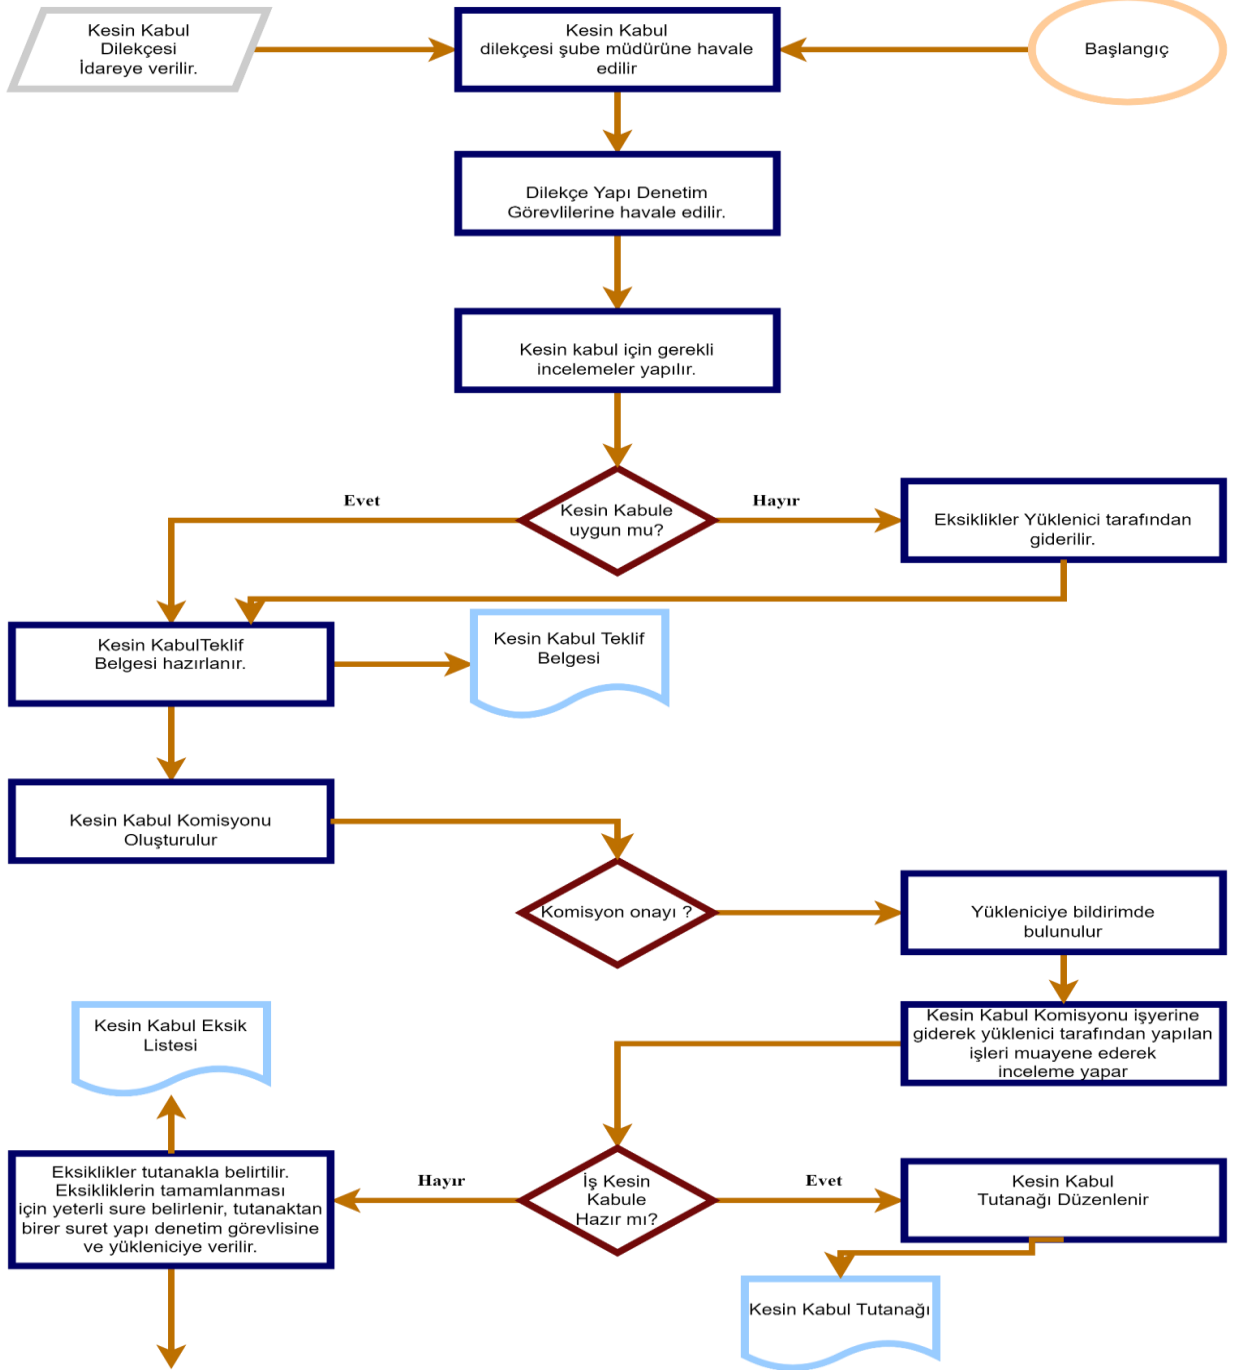 Kesin Kabul
Dilekçesi
İdareye verilir.
Kesin Kabul
dilekçesi şube müdürüne havale
edilir
Başlangıç
Dilekçe Yapı Denetim
Görevlilerine havale edilir.
Kesin kabul için gerekli
incelemeler yapılır.
Evet
Kesin Kabule
uygun mu?
Hayır
Eksiklikler Yüklenici tarafından
giderilir.
Kesin KabulTeklif
Belgesi hazırlanır.
Kesin Kabul Teklif
Belgesi
Kesin Kabul Komisyonu
Oluşturulur
Komisyon onayı ?
Yükleniciye bildirimde
bulunulur
Kesin Kabul Eksik
Listesi
Kesin Kabul Komisyonu işyerine
giderek yüklenici tarafından yapılan
işleri muayene ederek
inceleme yapar
Eksiklikler tutanakla belirtilir.
Eksikliklerin tamamlanması
için yeterli sure belirlenir, tutanaktan
birer suret yapı denetim görevlisine
ve yükleniciye verilir.
Hayır
İş Kesin
Kabule
Hazır mı?
Evet
Kesin Kabul
Tutanağı Düzenlenir
Kesin Kabul Tutanağı